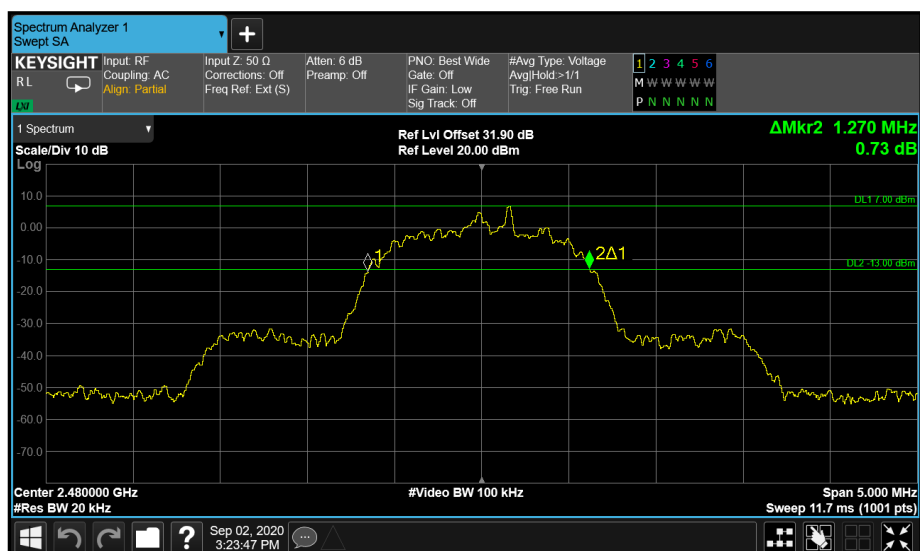 Spectrum Analyzer 1
Swept SA
+
KEYSIGHT
RL
LXI
Input: RF
Coupling: AC
Align: Partial
Input Z: 50 Ω
Corrections: Off
Freq Ref: Ext (S)
Atten: 6 dB
Preamp: Off
PNO: Best Wide
Gate: Off
IF Gain: Low
Sig Track: Off
#Avg Type: Voltage
Avg|Hold:>1/1
Trig: Free Run
1 2 3 4 5 6
M W W W W W
P N N N N N
1 Spectrum
Scale/Div 10 dB
Log
Ref Lvl Offset 31.90 dB
Ref Level 20.00 dBm
ΔMkr2 1.270 MHz
0.73 dB
10.0
DL1 7.00 dBm
0.00
1
2Δ1
-10.0
DL2 -13.00 dBm
-20.0
-30.0
-40.0
-50.0
-60.0
-70.0
Center 2.480000 GHz
#Video BW 100 kHz
Span 5.000 MHz
#Res BW 20 kHz
Sweep 11.7 ms (1001 pts)
?
Sep 02, 2020
3:23:47 PM